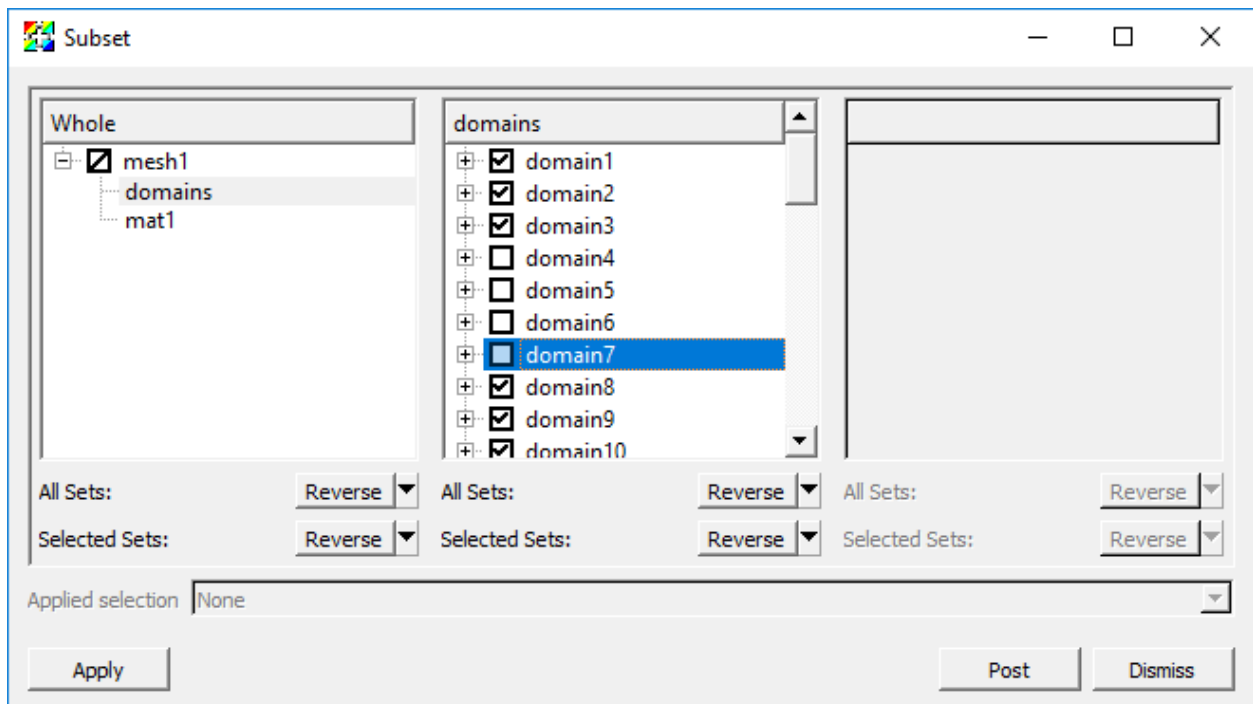 Subset
Whole
mesh1
domains
mat1
domains
domain1
domain2
domain3
domain4
domain5
domain6
domain7
domain8
domain9
domain10
All Sets: Reverse
Selected Sets: Reverse
All Sets: Reverse
Selected Sets: Reverse
All Sets: Reverse
Selected Sets: Reverse
Applied selection None
Apply Post Dismiss